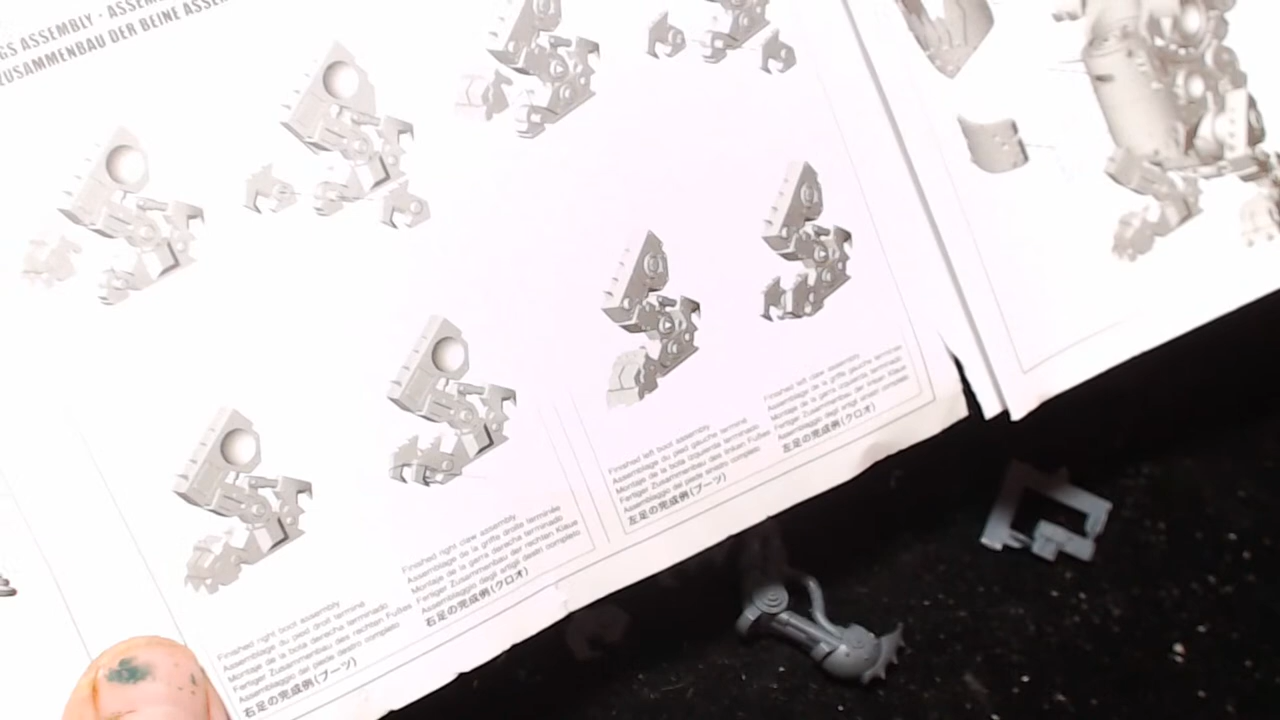 GS ASSEMBLY · ASSEM
ZUSAMMENBAU DER BEINE ASSE
Finished right boot assembly
Assemblage du pied droit terminé
Montaje de la bota derecha terminado
Fertiger Zusammenbau des rechten Fußes
Assemblaggio del piede destro completo
右足の完成例(ブーツ)
Finished right claw assembly
Assemblage de la griffe droite terminée
Montaje de la garra derecha terminado
Fertiger Zusammenbau der rechten Klaue
Assemblaggio degli artigli destri completo
右足の完成例(クロオ)
Finished left boot assembly
Assemblage du pied gauche terminé
Montaje de la bota izquierda terminado
Fertiger Zusammenbau des linken Fußes
Assemblaggio del piede sinistro completo
左足の完成例(ブーツ)
Finished left claw assembly
Assemblage de la griffe gauche terminée
Montaje de la garra izquierda terminado
Fertiger Zusammenbau der linken Klaue
Assemblaggio degli artigli sinistri completo
左足の完成例(クロオ)